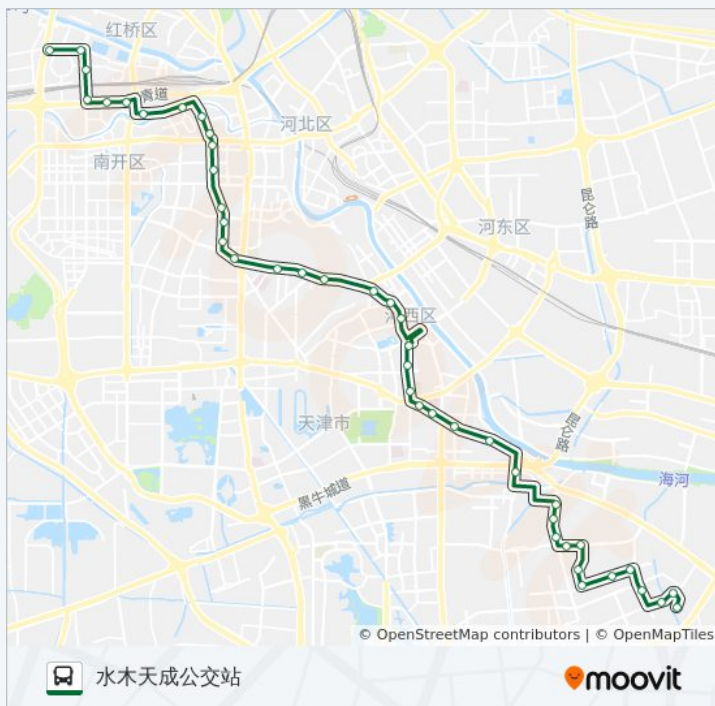 红桥区
青道
河北区
南开区
昆仑路
河东区
河西区
天津市
昆仑路
海河
黑牛城道
© OpenStreetMap contributors | © OpenMapTiles
水木天成公交站
moovit